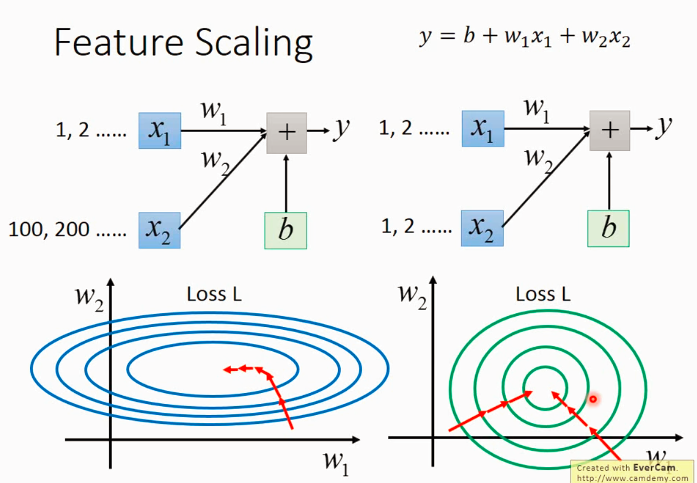 Feature Scaling
y = b + w₁x₁ + w₂x₂
1, 2 ...... x₁ w₁ + y
w₂
100, 200 ...... x₂ b
1, 2 ...... x₁ w₁ + y
w₂
1, 2 ...... x₂ b
w₂ Loss L
w₁
w₂ Loss L
Created with EverCam.
http://www.camdemy.com